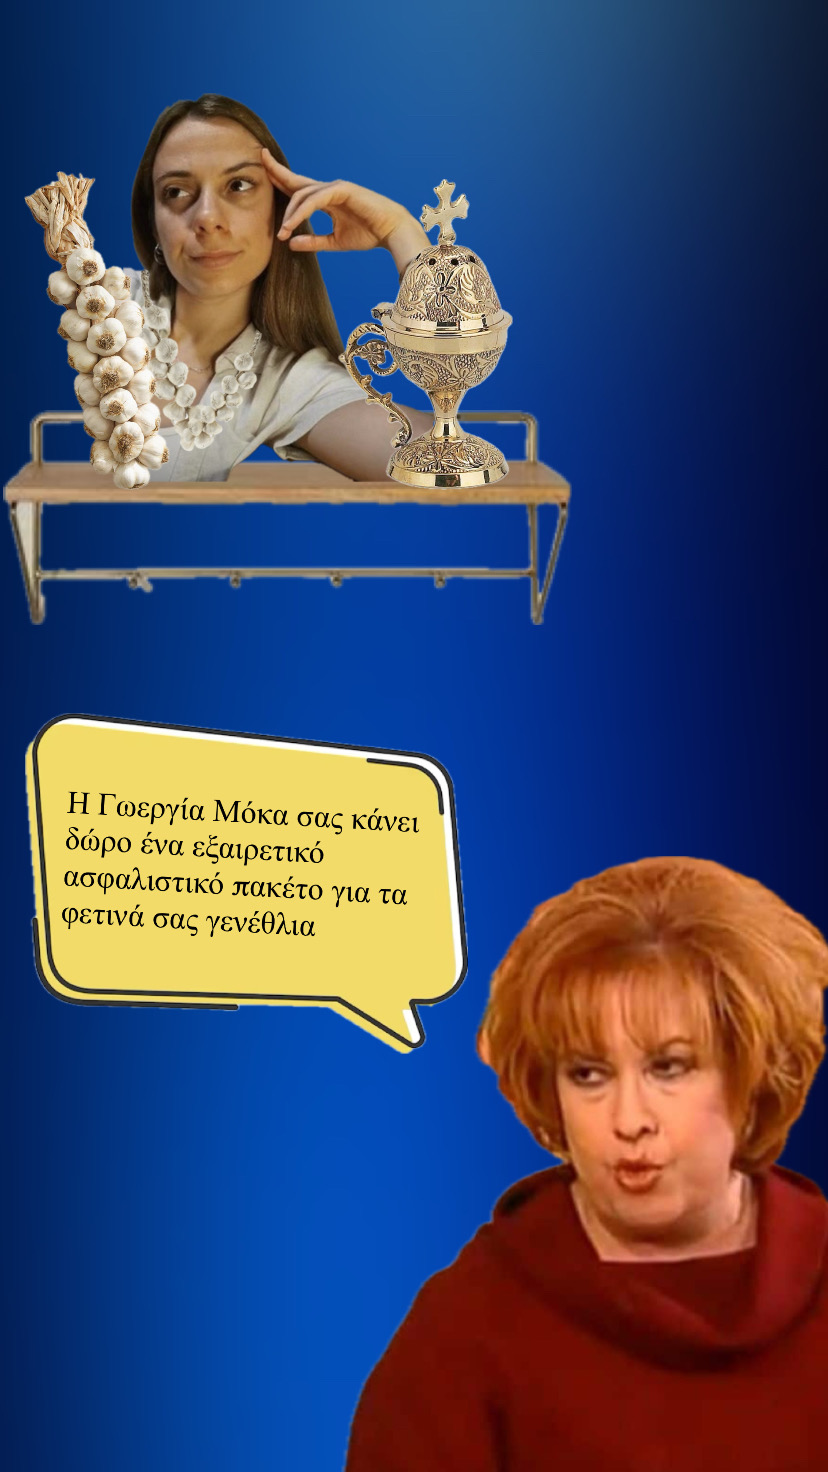 Η Γωεργία Μόκα σας κάνει
δώρο ένα εξαιρετικό
ασφαλιστικό πακέτο για τα
φετινά σας γενέθλια